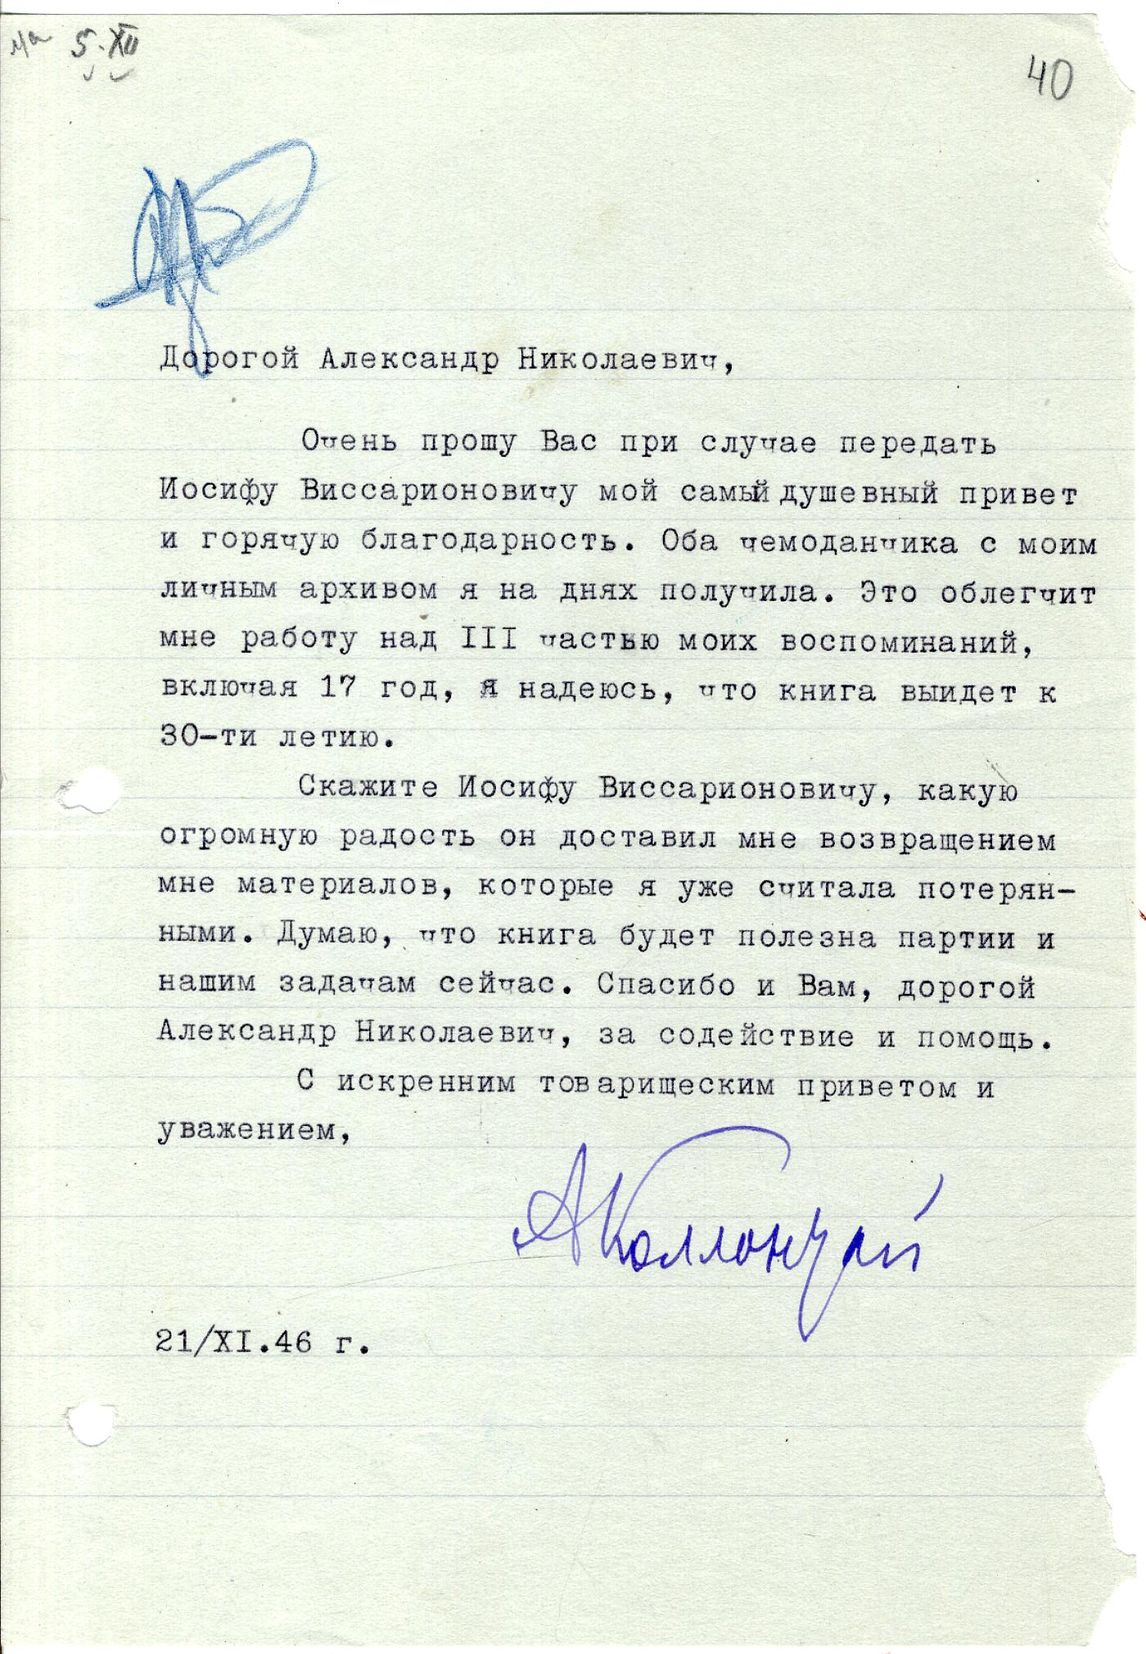 на 5.XII
40
Дорогой Александр Николаевич,
Очень прошу Вас при случае передать
Иосифу Виссарионовичу мой самый душевный привет
и горячую благодарность. Оба чемоданчика с моим
личным архивом я на днях получила. Это облегчит
мне работу над III частью моих воспоминаний,
включая 17 год, я надеюсь, что книга выидет к
30-ти летию.
Скажите Иосифу Виссарионовичу, какую
огромную радость он доставил мне возвращением
мне материалов, которые я уже считала потерян-
ными. Думаю, что книга будет полезна партии и
нашим задачам сейчас. Спасибо и Вам, дорогой
Александр Николаевич, за содействие и помощь.
С искренним товарищеским приветом и
уважением,
АКоллонтай
21/XI.46 г.